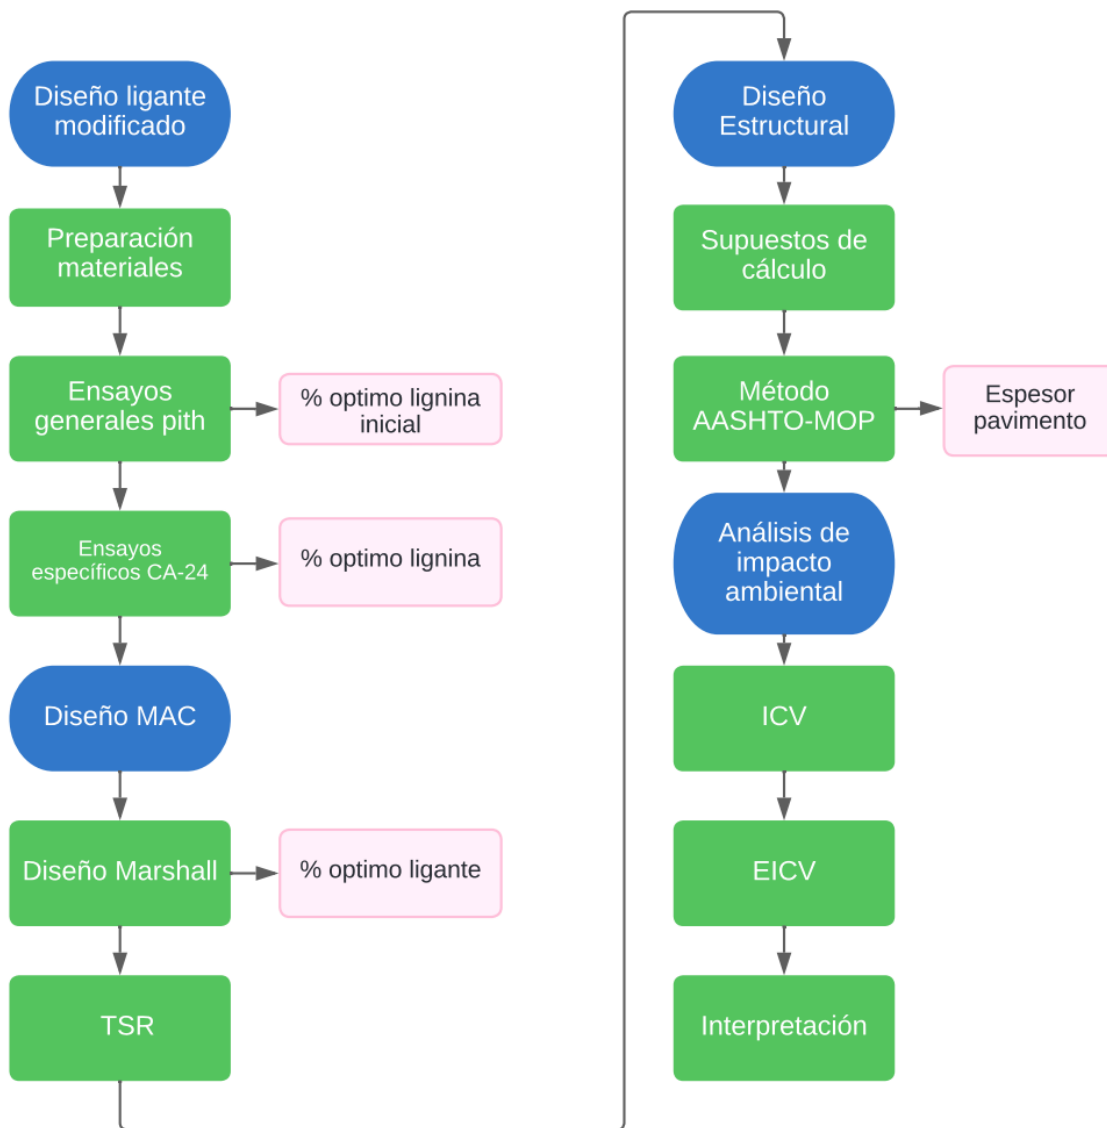 Diseño ligante
modificado
Preparación
materiales
Ensayos
generales pith
% optimo lignina
inicial
Ensayos
específicos CA-24
% optimo lignina
Diseño MAC
Diseño Marshall
% optimo ligante
TSR
Diseño
Estructural
Supuestos de
cálculo
Método
AASHTO-MOP
Espesor
pavimento
Análisis de
impacto
ambiental
ICV
EICV
Interpretación